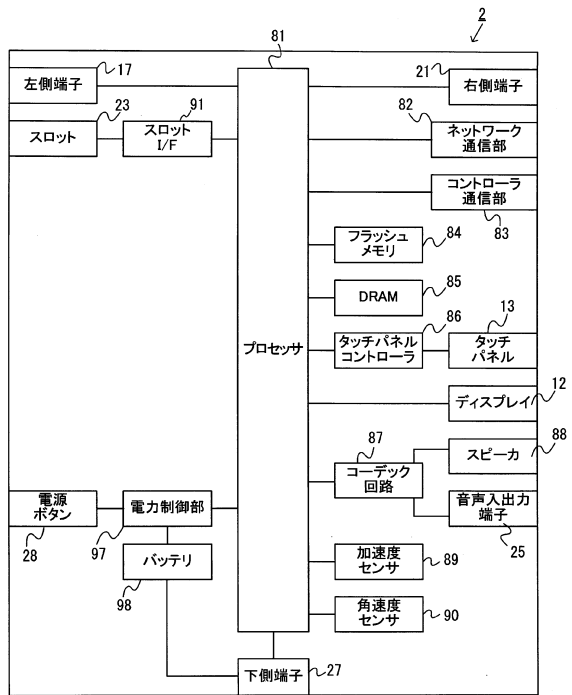 2
81
17
左側端子
21
右側端子
23
スロット
91
スロット
I/F
82
ネットワーク
通信部
コントローラ
通信部
83
フラッシュ
メモリ
84
DRAM
85
プロセッサ
86
タッチパネル
コントローラ
13
タッチ
パネル
ディスプレイ
12
87
コーデック
回路
スピーカ
88
音声入出力
端子
25
電源
ボタン
28
電力制御部
97
バッテリ
98
加速度
センサ
89
角速度
センサ
90
下側端子
27